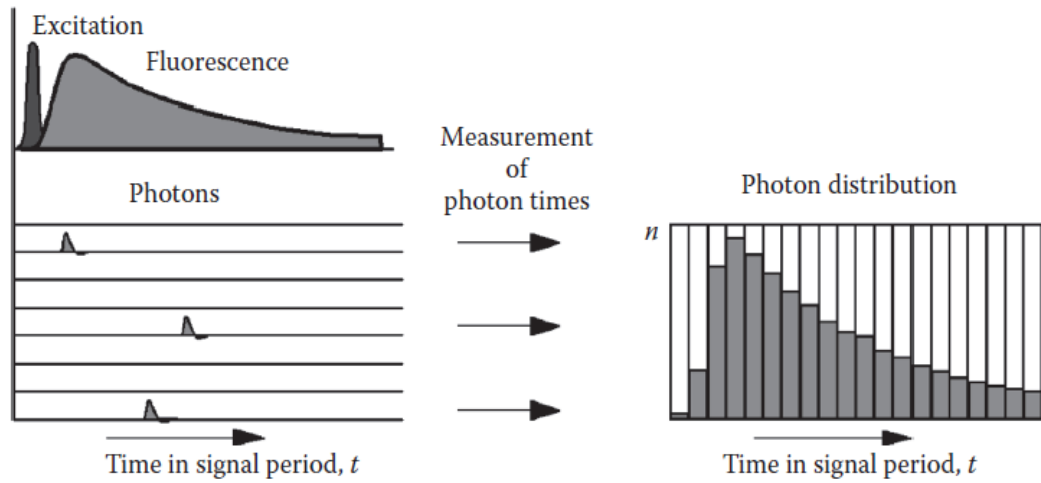 Excitation
Fluorescence
Measurement
of
photon times
Photons
Photon distribution
n
Time in signal period, t
Time in signal period, t